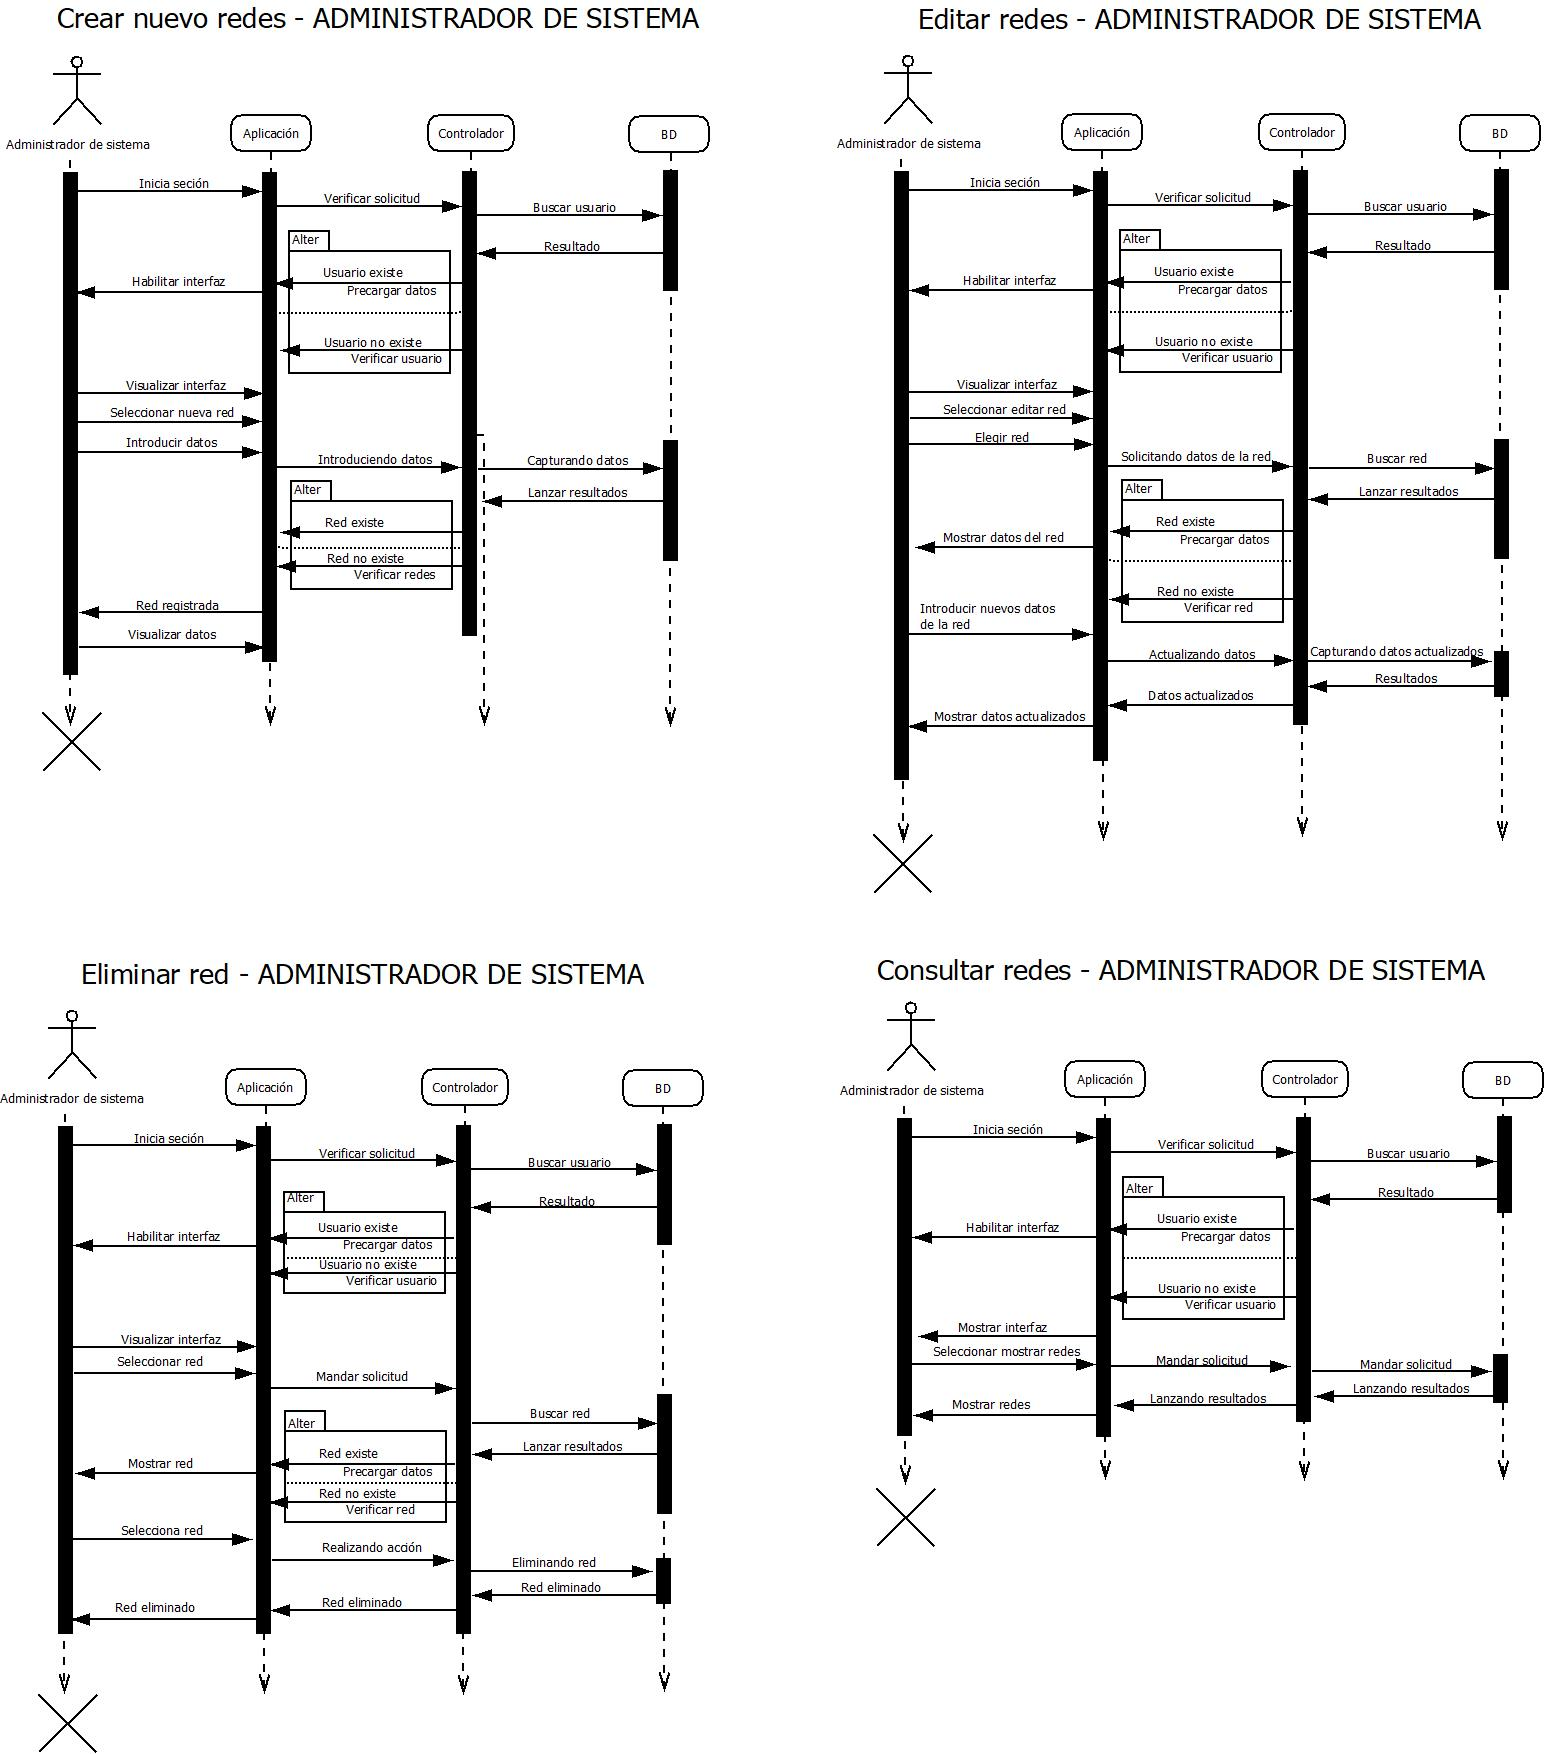 Crear nuevo redes - ADMINISTRADOR DE SISTEMA
Administrador de sistema
Aplicación
Controlador
BD
Inicia seción
Verificar solicitud
Buscar usuario
Alter
Resultado
Usuario existe
Habilitar interfaz
Precargar datos
Usuario no existe
Verificar usuario
Visualizar interfaz
Seleccionar nueva red
Introducir datos
Introduciendo datos
Capturando datos
Alter
Lanzar resultados
Red existe
Red no existe
Verificar redes
Red registrada
Visualizar datos
Editar redes - ADMINISTRADOR DE SISTEMA
Administrador de sistema
Aplicación
Controlador
BD
Inicia seción
Verificar solicitud
Buscar usuario
Alter
Resultado
Usuario existe
Habilitar interfaz
Precargar datos
Usuario no existe
Verificar usuario
Visualizar interfaz
Seleccionar editar red
Elegir red
Solicitando datos de la red
Buscar red
Alter
Lanzar resultados
Red existe
Mostrar datos del red
Precargar datos
Red no existe
Verificar red
Introducir nuevos datos
de la red
Actualizando datos
Capturando datos actualizados
Resultados
Datos actualizados
Mostrar datos actualizados
Eliminar red - ADMINISTRADOR DE SISTEMA
Administrador de sistema
Aplicación
Controlador
BD
Inicia seción
Verificar solicitud
Buscar usuario
Alter
Resultado
Usuario existe
Habilitar interfaz
Precargar datos
Usuario no existe
Verificar usuario
Visualizar interfaz
Seleccionar red
Mandar solicitud
Buscar red
Alter
Lanzar resultados
Red existe
Mostrar red
Precargar datos
Red no existe
Verificar red
Selecciona red
Realizando acción
Eliminando red
Red eliminado
Red eliminado
Red eliminado
Consultar redes - ADMINISTRADOR DE SISTEMA
Administrador de sistema
Aplicación
Controlador
BD
Inicia seción
Verificar solicitud
Buscar usuario
Alter
Resultado
Usuario existe
Habilitar interfaz
Precargar datos
Usuario no existe
Verificar usuario
Mostrar interfaz
Seleccionar mostrar redes
Mandar solicitud
Mandar solicitud
Lanzando resultados
Lanzando resultados
Mostrar redes